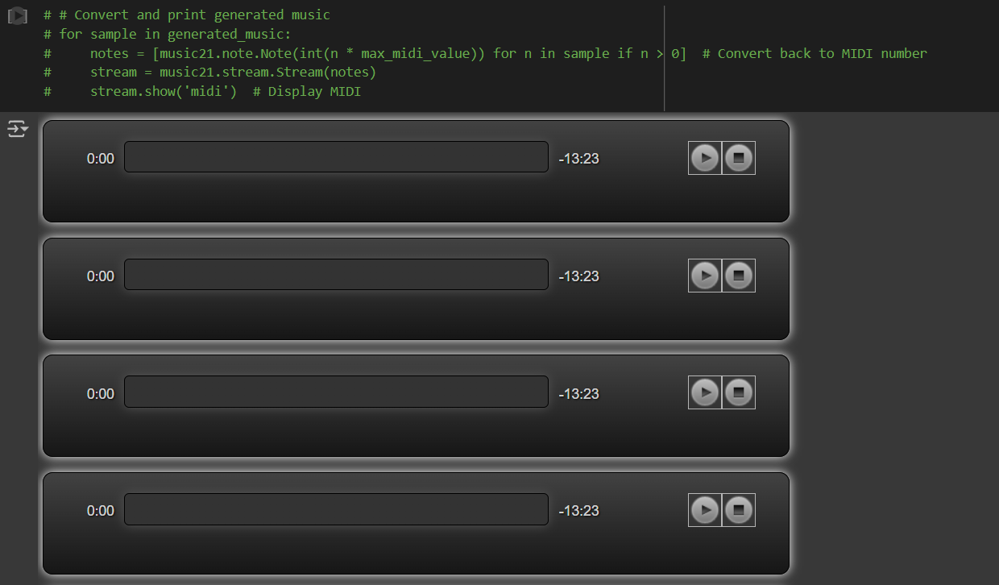 # # Convert and print generated music
# for sample in generated_music:
#     notes = [music21.note.Note(int(n * max_midi_value)) for n in sample if n > 0]  # Convert back to MIDI number
#     stream = music21.stream.Stream(notes)
#     stream.show('midi')  # Display MIDI
0:00 -13:23
0:00 -13:23
0:00 -13:23
0:00 -13:23